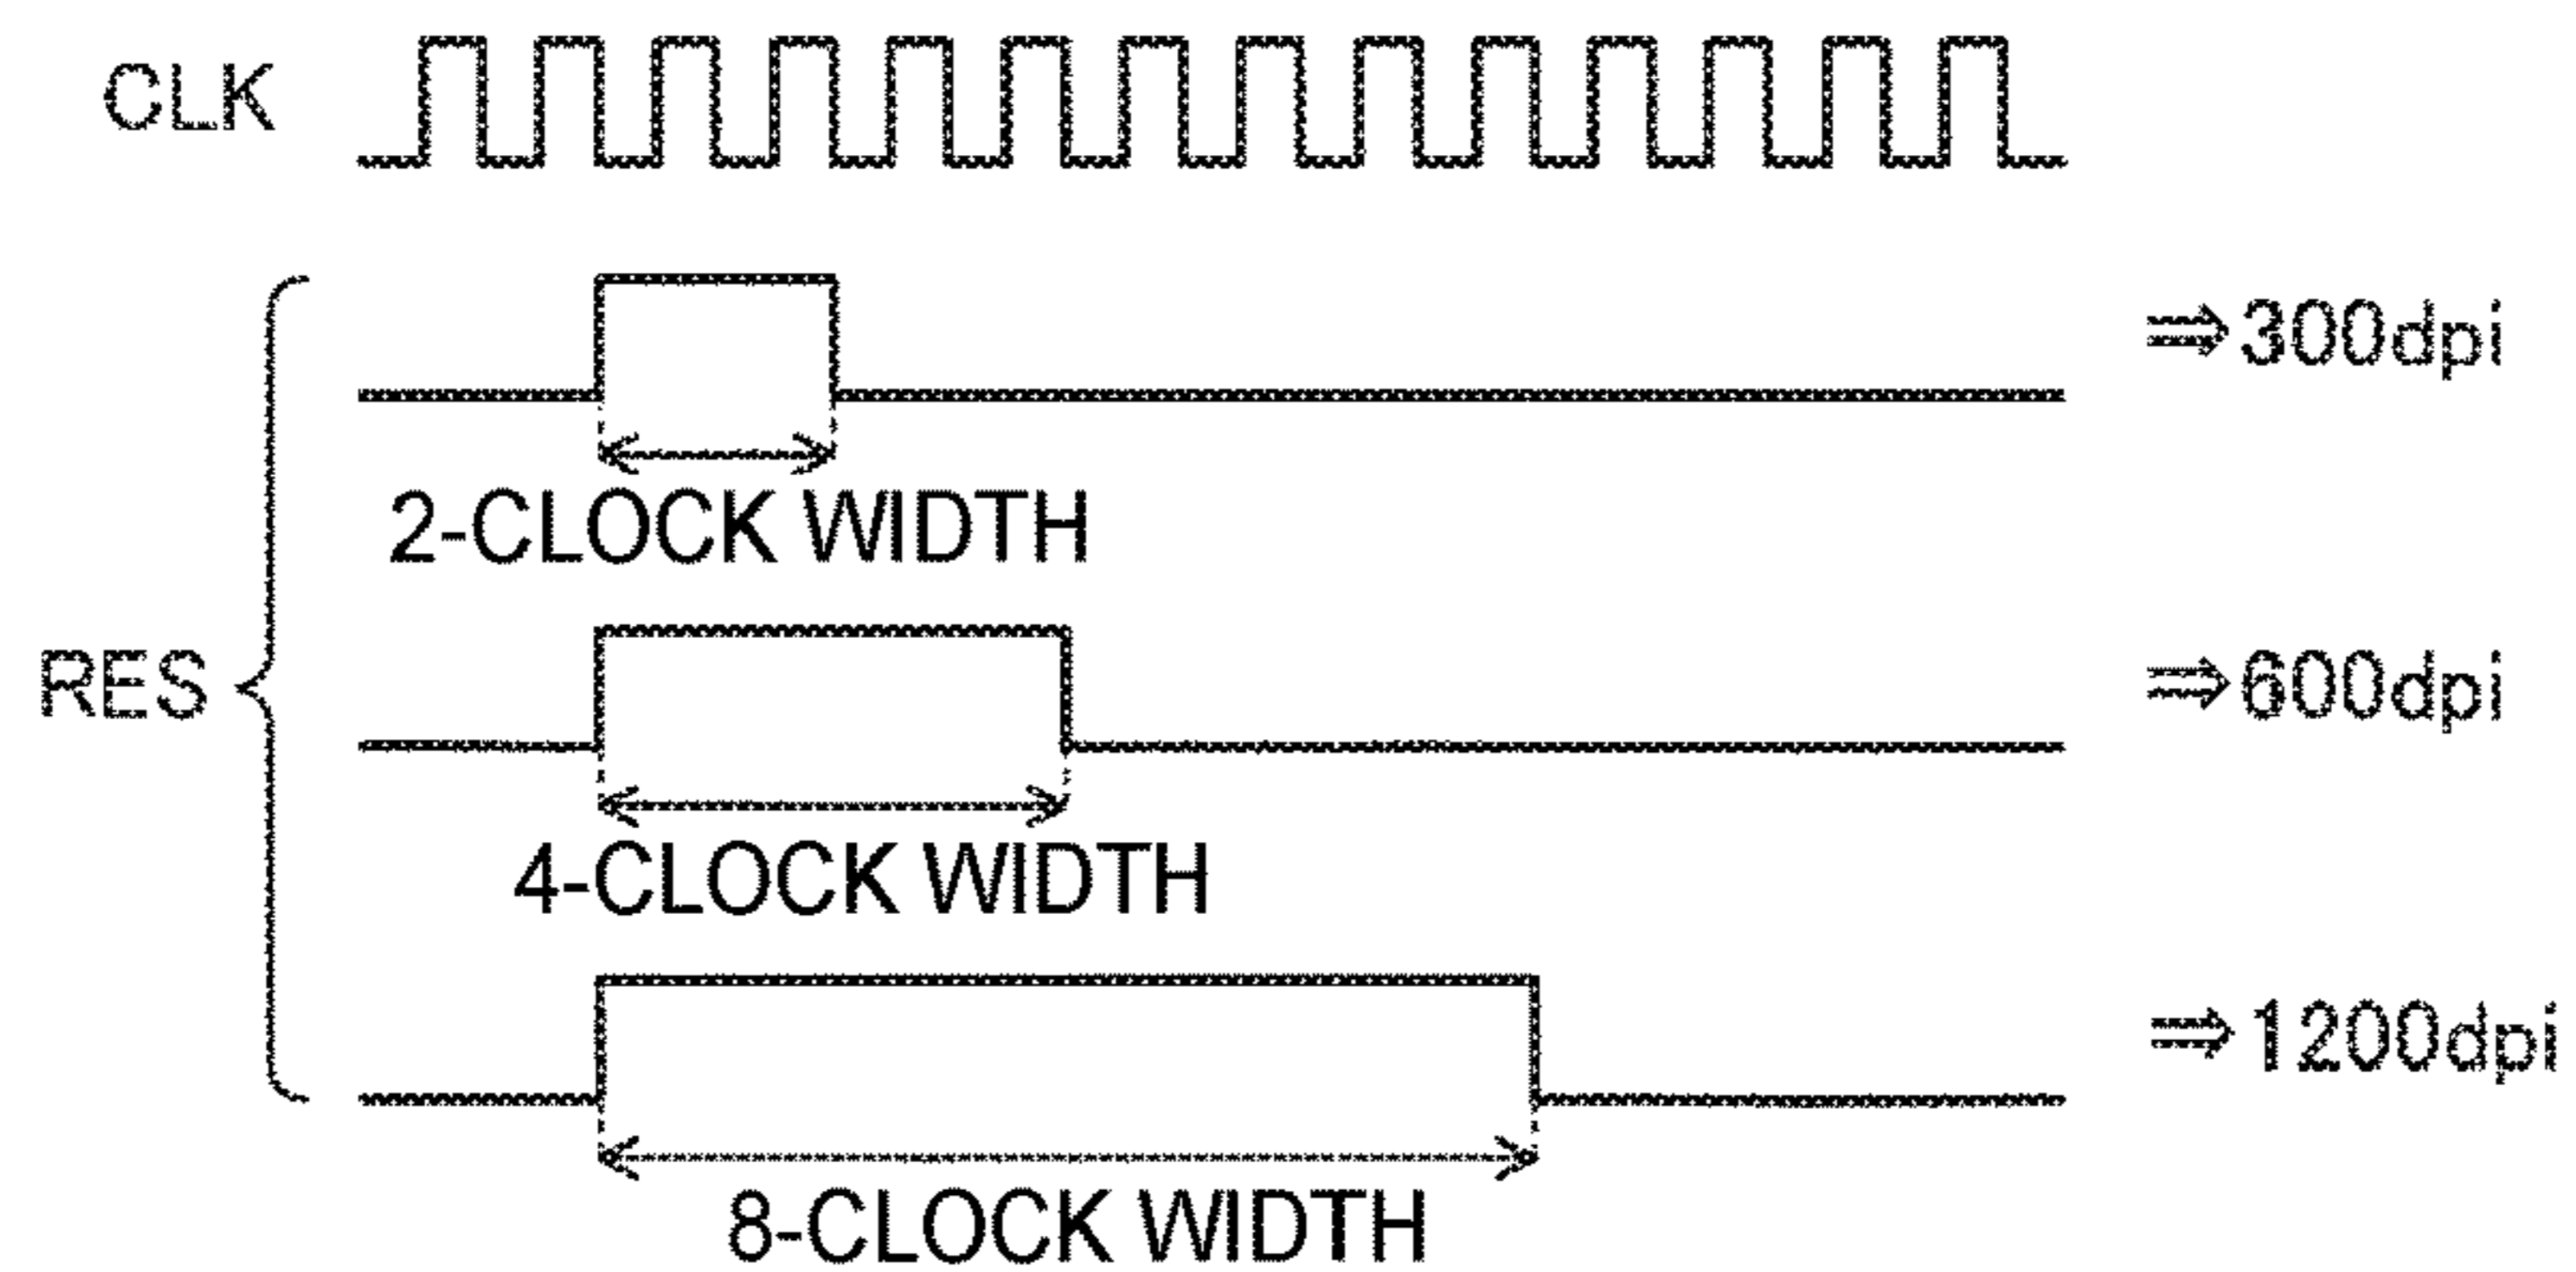 CLK
⇒300dpi
2-CLOCK WIDTH
RES
⇒600dpi
4-CLOCK WIDTH
⇒1200dpi
8-CLOCK WIDTH